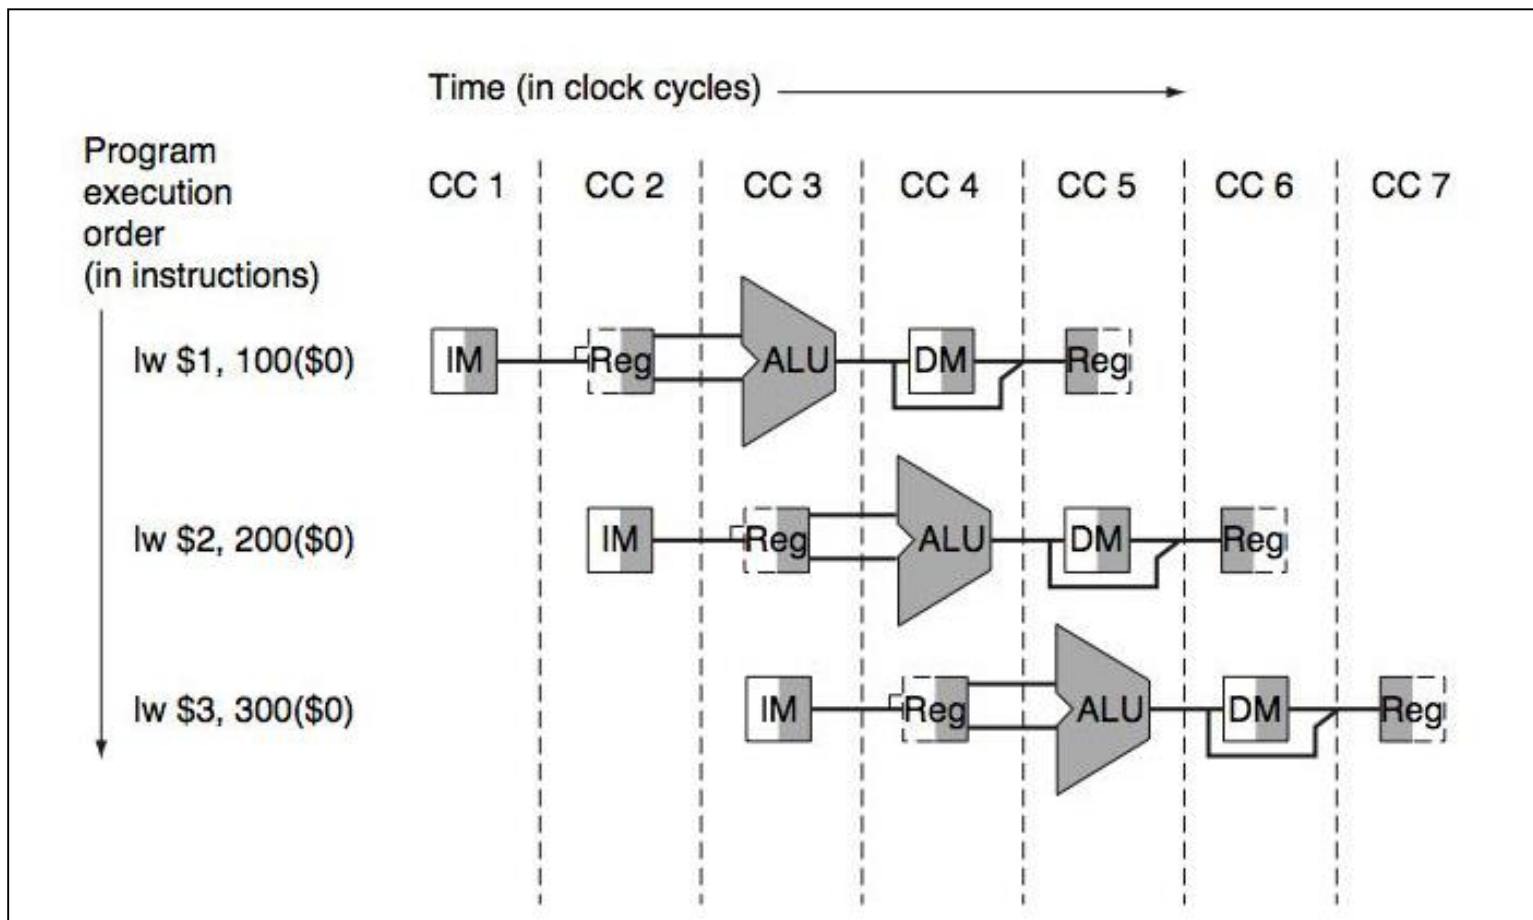 Time (in clock cycles)
Program
execution
order
(in instructions)
CC 1 CC 2 CC 3 CC 4 CC 5 CC 6 CC 7
lw $1, 100($0) IM Reg ALU DM Reg
lw $2, 200($0) IM Reg ALU DM Reg
lw $3, 300($0) IM Reg ALU DM Reg